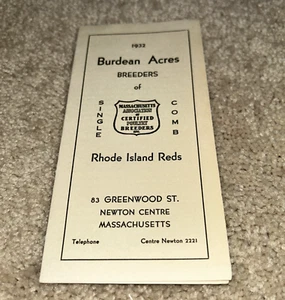 1932
Burdean Acres
BREEDERS
of
SINGLE
MASSACHUSETTS
ASSOCIATION
of
CERTIFIED
POULTRY
BREEDERS
COMB
Rhode Island Reds
83 GREENWOOD ST.
NEWTON CENTRE
MASSACHUSETTS
Telephone Centre Newton 2221